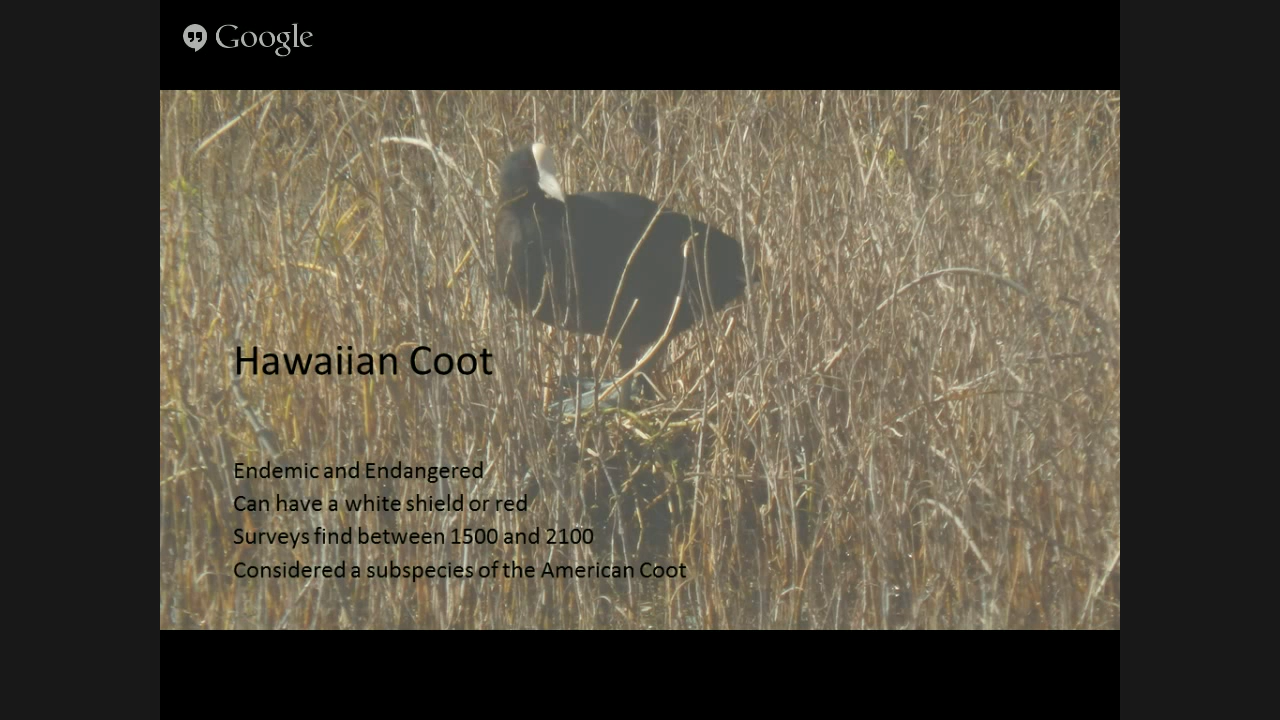 Google
Hawaiian Coot
Endemic and Endangered
Can have a white shield or red
Surveys find between 1500 and 2100
Considered a subspecies of the American Coot